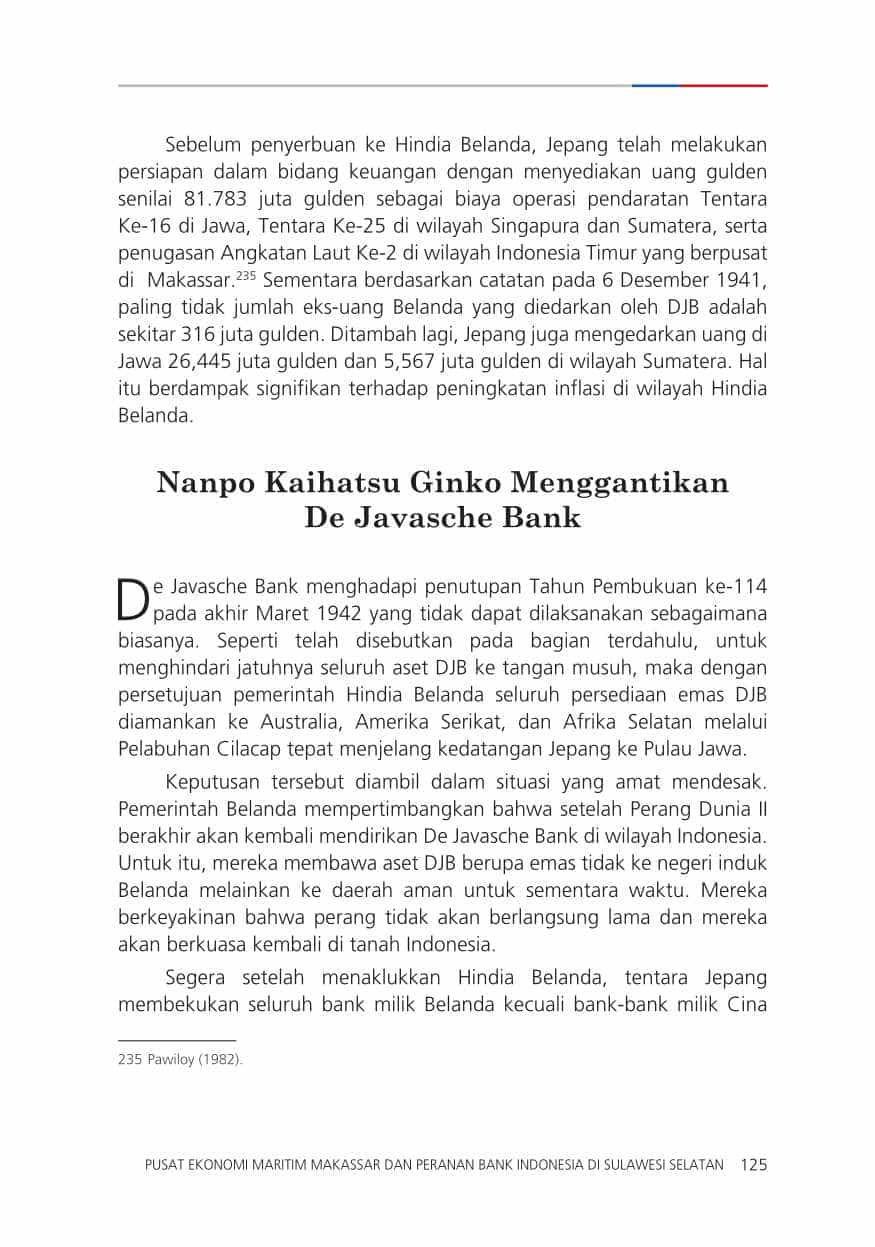 Sebelum penyerbuan ke Hindia Belanda, Jepang telah melakukan
persiapan dalam bidang keuangan dengan menyediakan uang gulden
senilai 81.783 juta gulden sebagai biaya operasi pendaratan Tentara
Ke-16 di Jawa, Tentara Ke-25 di wilayah Singapura dan Sumatera, serta
penugasan Angkatan Laut Ke-2 di wilayah Indonesia Timur yang berpusat
di Makassar.235 Sementara berdasarkan catatan pada 6 Desember 1941,
paling tidak jumlah eks-uang Belanda yang diedarkan oleh DJB adalah
sekitar 316 juta gulden. Ditambah lagi, Jepang juga mengedarkan uang di
Jawa 26,445 juta gulden dan 5,567 juta gulden di wilayah Sumatera. Hal
itu berdampak signifikan terhadap peningkatan inflasi di wilayah Hindia
Belanda.
Nanpo Kaihatsu Ginko Menggantikan
De Javasche Bank
De Javasche Bank menghadapi penutupan Tahun Pembukuan ke-114
pada akhir Maret 1942 yang tidak dapat dilaksanakan sebagaimana
biasanya. Seperti telah disebutkan pada bagian terdahulu, untuk
menghindari jatuhnya seluruh aset DJB ke tangan musuh, maka dengan
persetujuan pemerintah Hindia Belanda seluruh persediaan emas DJB
diamankan ke Australia, Amerika Serikat, dan Afrika Selatan melalui
Pelabuhan Cilacap tepat menjelang kedatangan Jepang ke Pulau Jawa.
Keputusan tersebut diambil dalam situasi yang amat mendesak.
Pemerintah Belanda mempertimbangkan bahwa setelah Perang Dunia II
berakhir akan kembali mendirikan De Javasche Bank di wilayah Indonesia.
Untuk itu, mereka membawa aset DJB berupa emas tidak ke negeri induk
Belanda melainkan ke daerah aman untuk sementara waktu. Mereka
berkeyakinan bahwa perang tidak akan berlangsung lama dan mereka
akan berkuasa kembali di tanah Indonesia.
Segera setelah menaklukkan Hindia Belanda, tentara Jepang
membekukan seluruh bank milik Belanda kecuali bank-bank milik Cina
235 Pawiloy (1982).
PUSAT EKONOMI MARITIM MAKASSAR DAN PERANAN BANK INDONESIA DI SULAWESI SELATAN 125